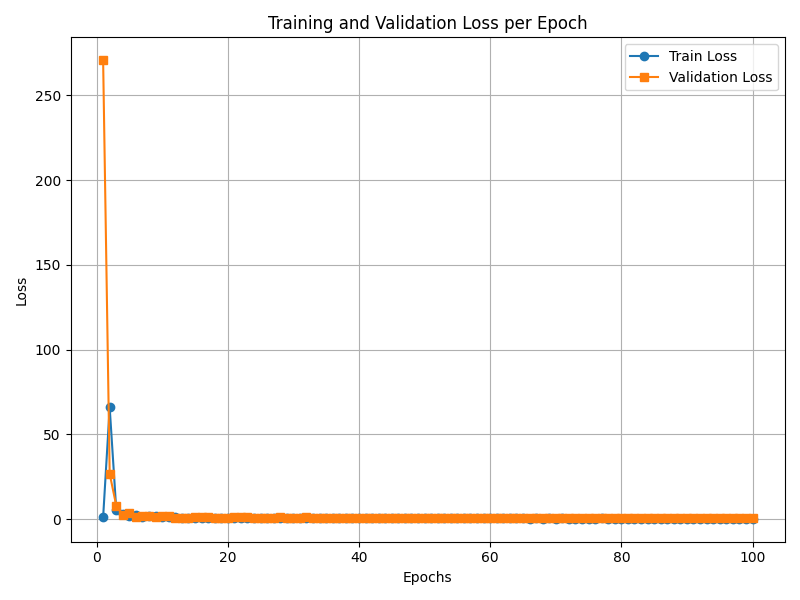 Training and Validation Loss per Epoch
Train Loss
Validation Loss
Loss
250
200
150
100
50
0
0 20 40 60 80 100
Epochs